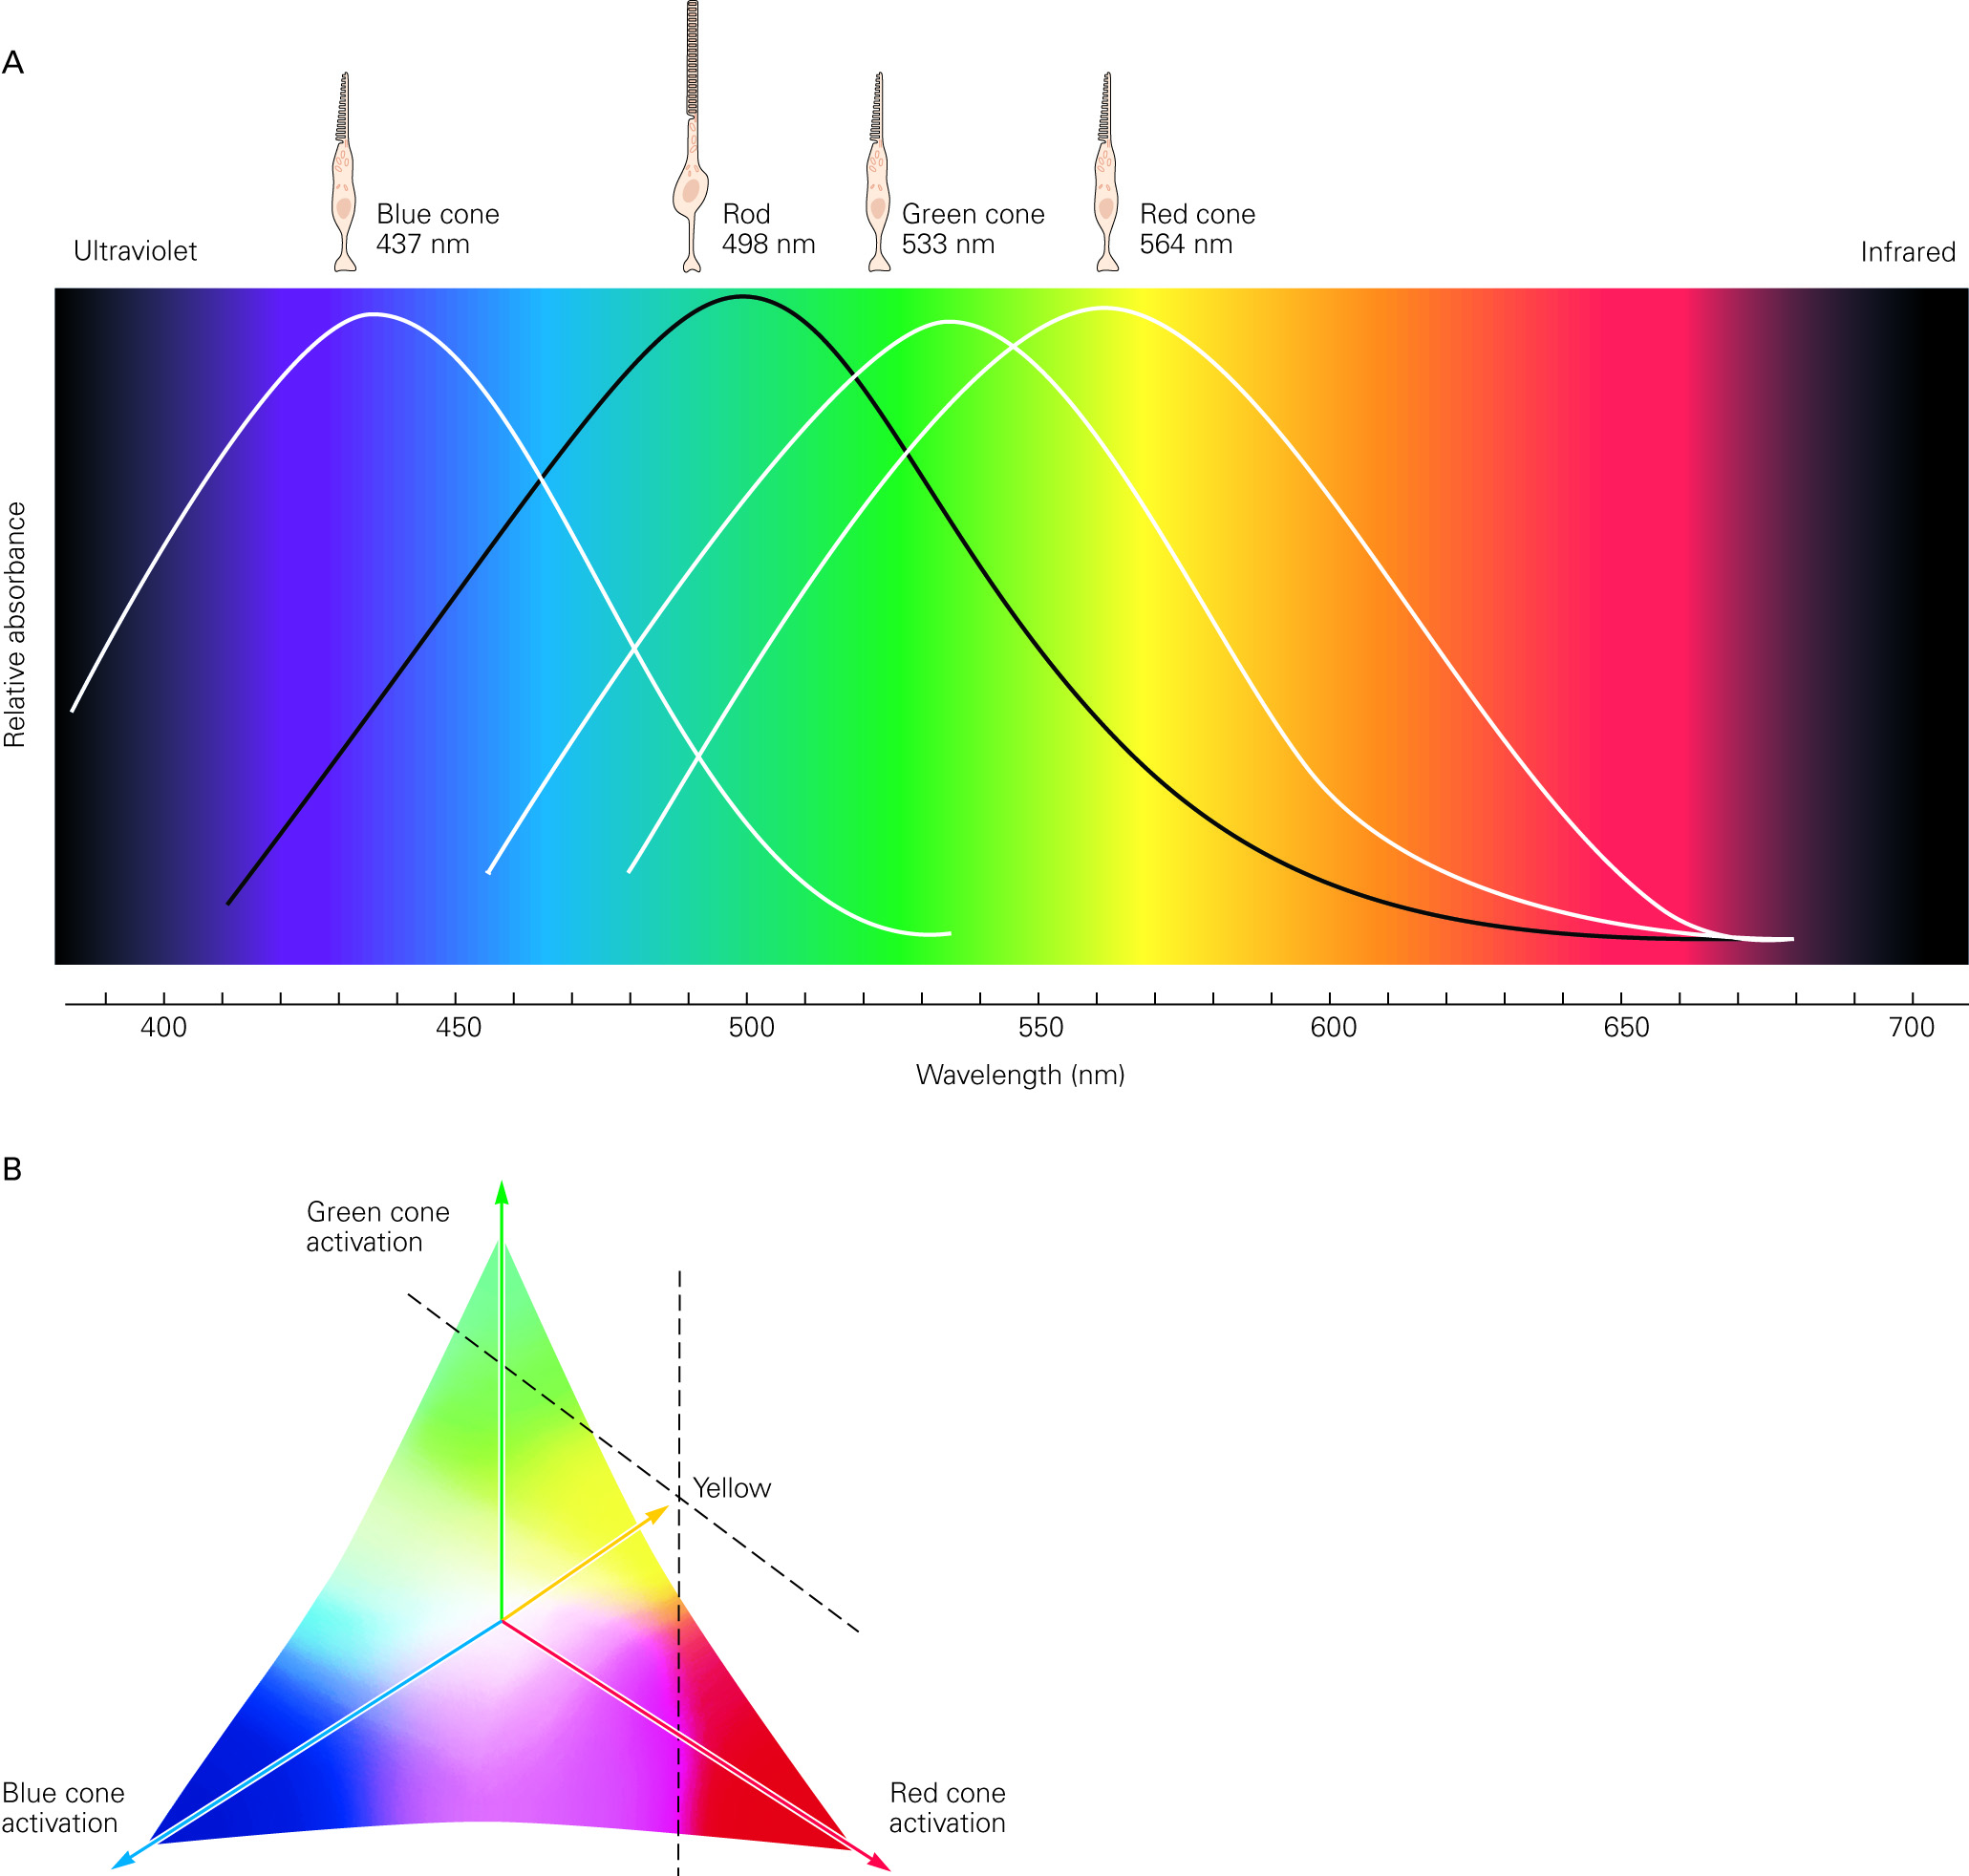 A
Blue cone
437 nm
Rod
498 nm
Green cone
533 nm
Red cone
564 nm
Ultraviolet
Infrared
Relative absorbance
400 450 500 550 600 650 700
Wavelength (nm)
B
Green cone
activation
Yellow
Blue cone
activation
Red cone
activation